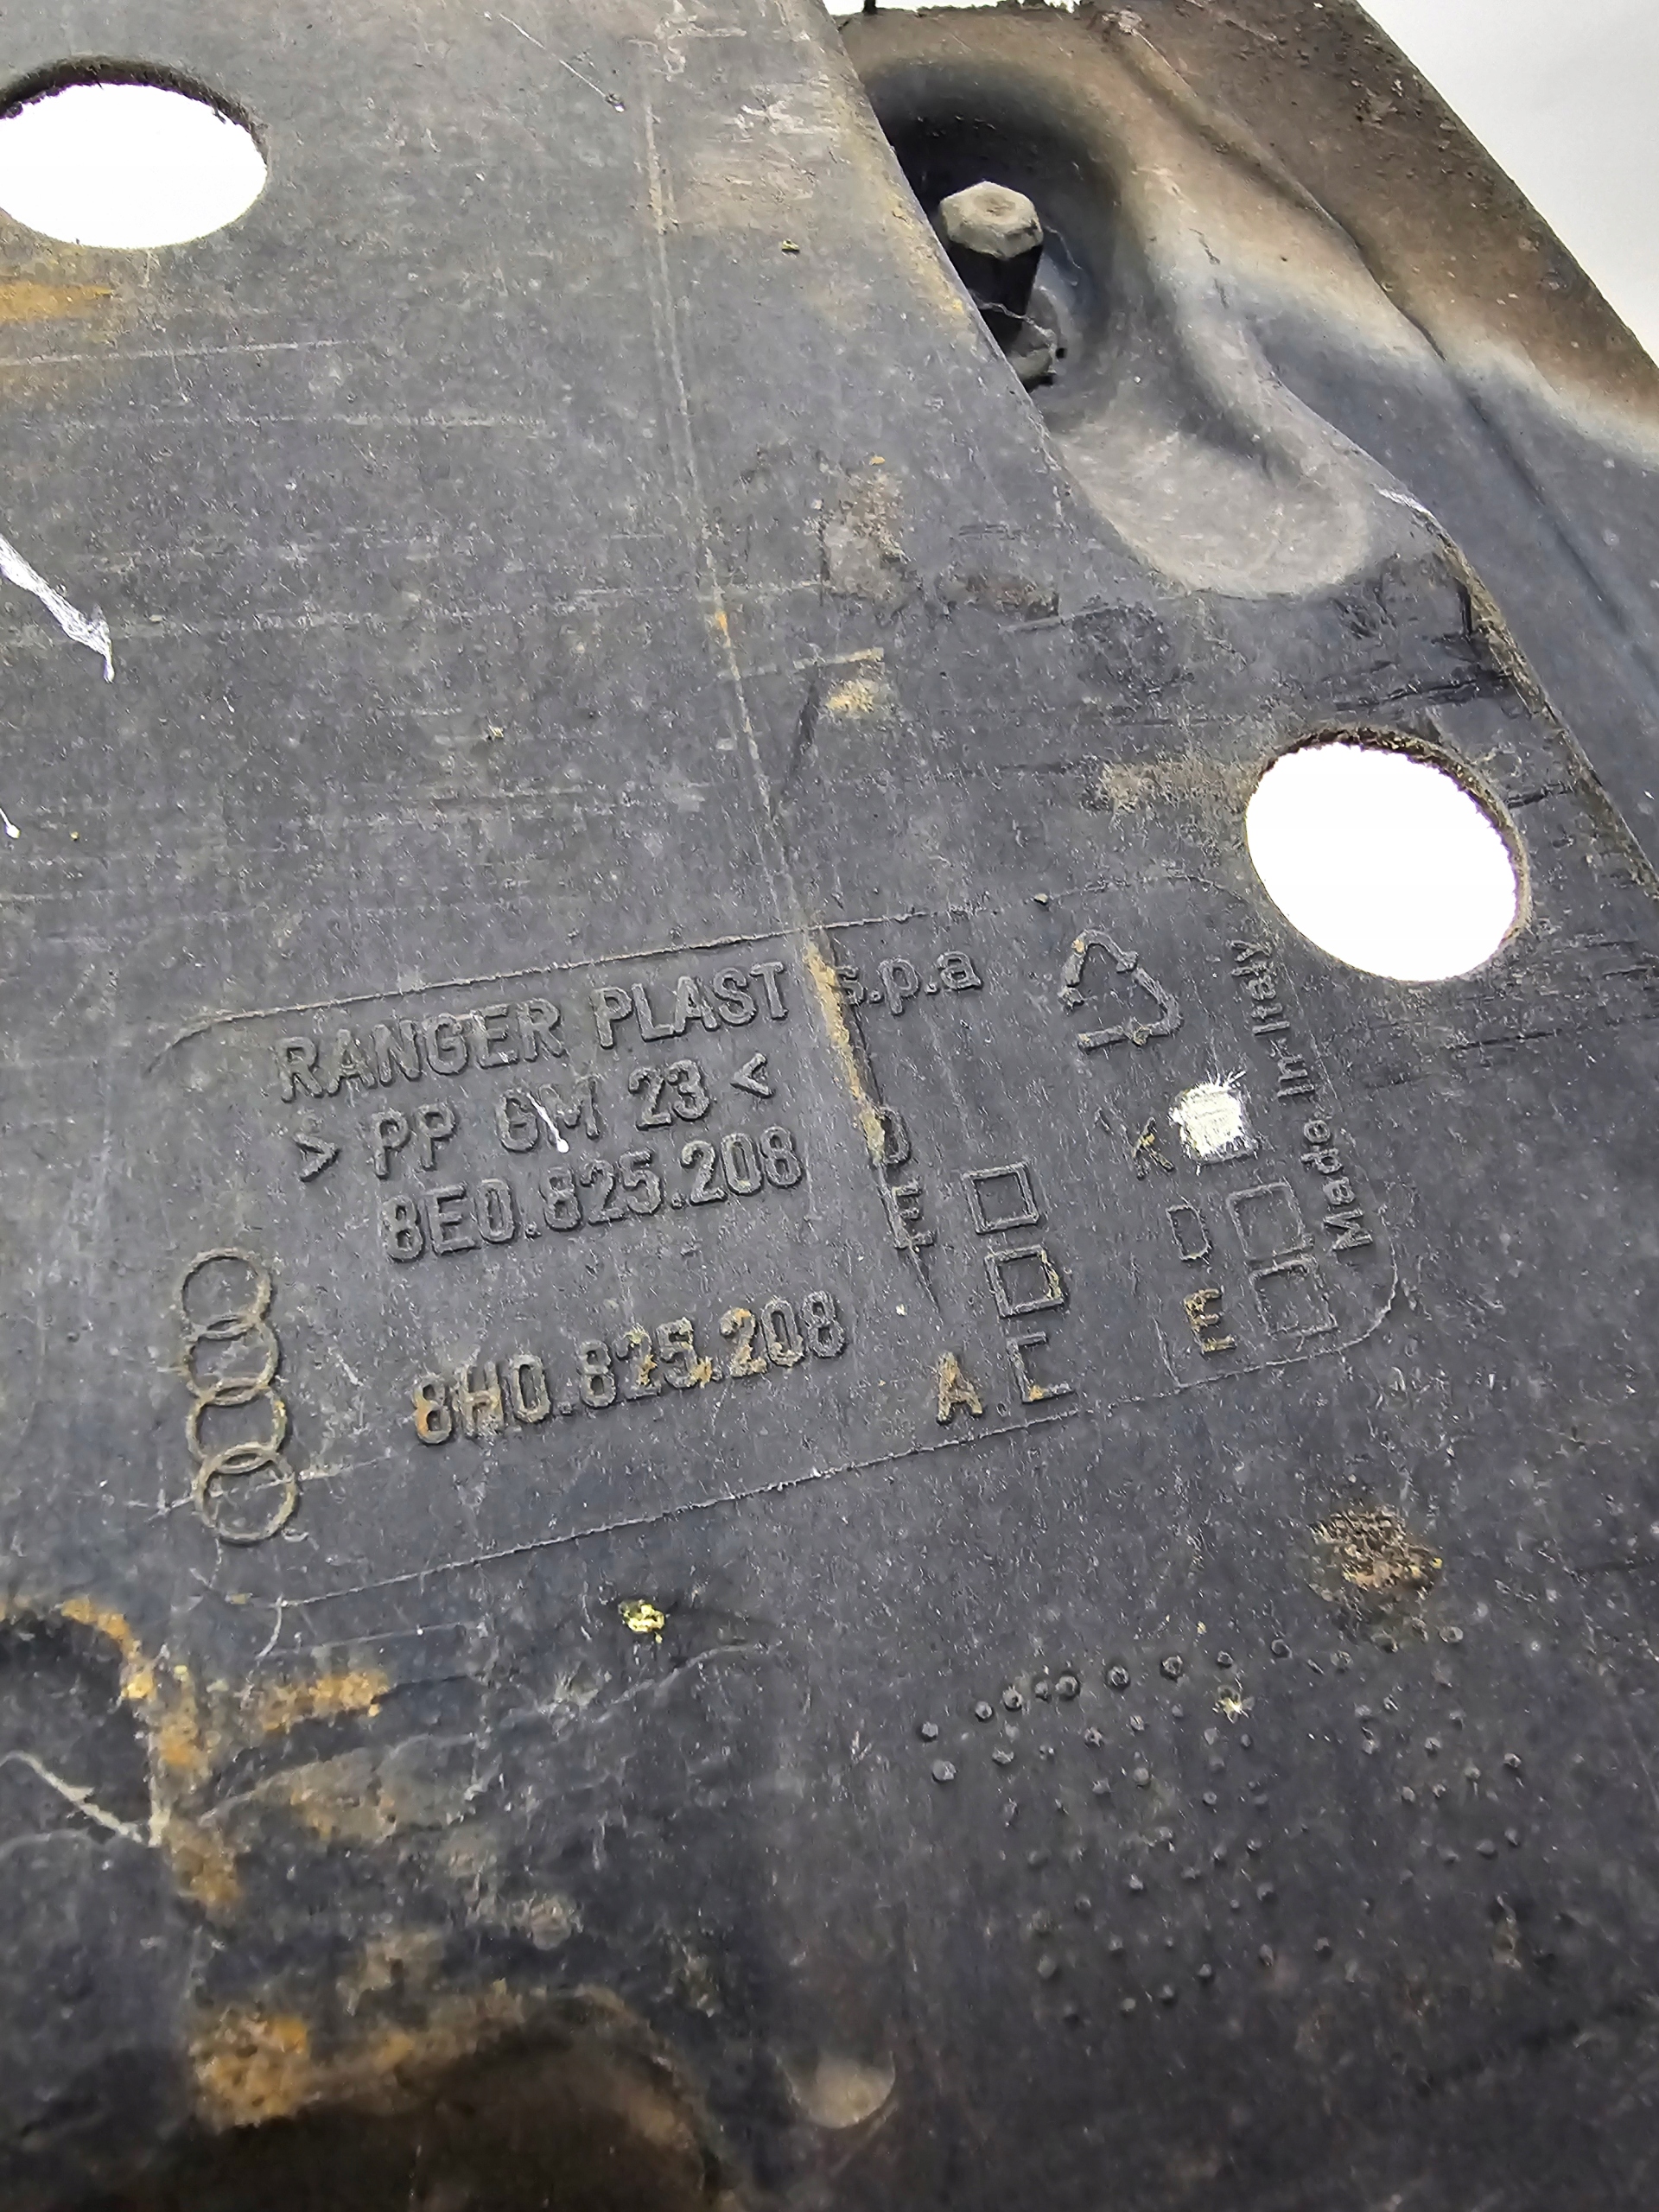 RANGER PLAST s.p.a
> PP GM 23 <
8E0.825.208
8H0.825.208
D
E
A
K
D
E
Made In Italy